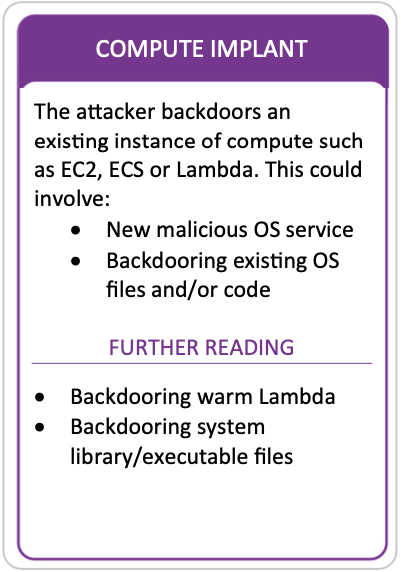 COMPUTE IMPLANT
The attacker backdoors an
existing instance of compute such
as EC2, ECS or Lambda. This could
involve:
• New malicious OS service
• Backdooring existing OS
files and/or code
FURTHER READING
• Backdooring warm Lambda
• Backdooring system
library/executable files